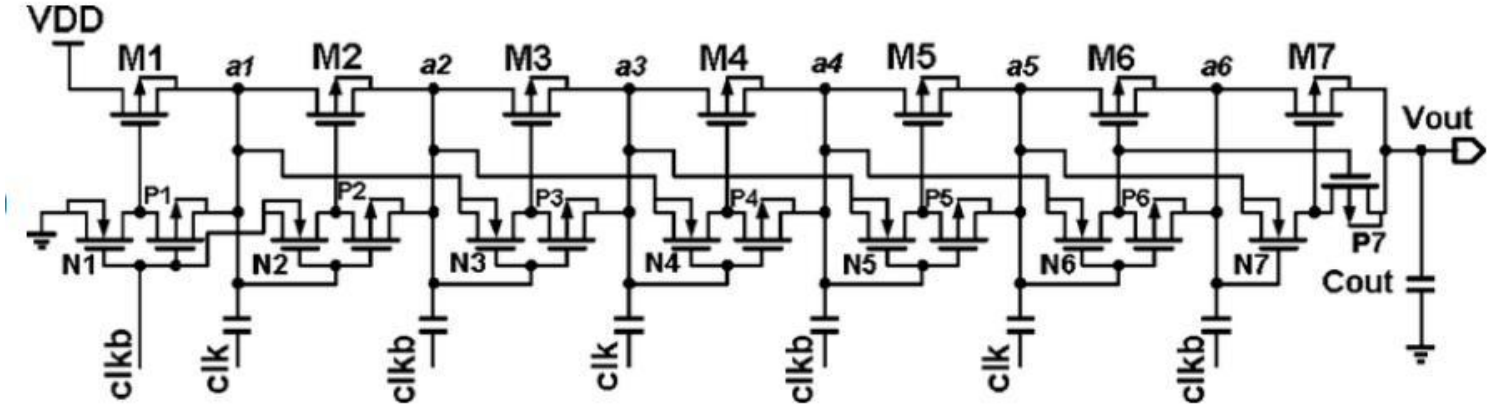 VDD
M1 a1 M2 a2 M3 a3 M4 a4 M5 a5 M6 a6 M7
Vout
P1 P2 P3 P4 P5 P6
N1 N2 N3 N4 N5 N6 N7 P7
Cout
clkb clk clkb clk clkb clk clkb